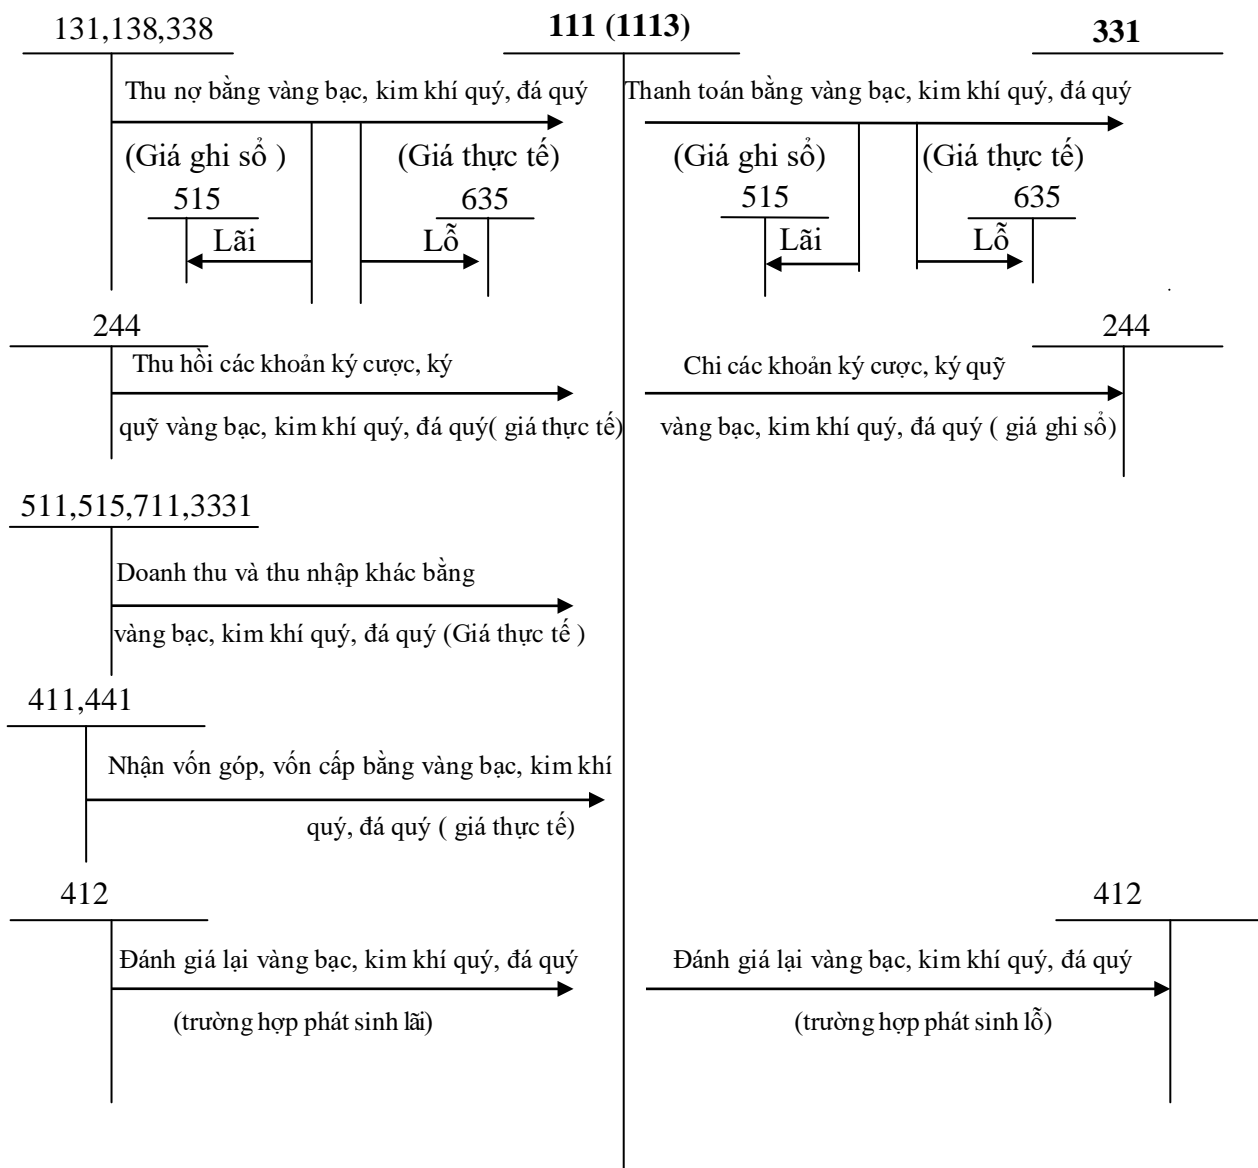 131,138,338
111 (1113)
331
Thu nợ bằng vàng bạc, kim khí quý, đá quý
Thanh toán bằng vàng bạc, kim khí quý, đá quý
(Giá ghi sổ )
(Giá thực tế)
(Giá ghi sổ)
(Giá thực tế)
515
635
515
635
Lãi
Lỗ
Lãi
Lỗ
244
244
Thu hồi các khoản ký cược, ký
Chi các khoản ký cược, ký quỹ
quỹ vàng bạc, kim khí quý, đá quý( giá thực tế)
vàng bạc, kim khí quý, đá quý ( giá ghi sổ)
511,515,711,3331
Doanh thu và thu nhập khác bằng
vàng bạc, kim khí quý, đá quý (Giá thực tế )
411,441
Nhận vốn góp, vốn cấp bằng vàng bạc, kim khí
quý, đá quý ( giá thực tế)
412
412
Đánh giá lại vàng bạc, kim khí quý, đá quý
Đánh giá lại vàng bạc, kim khí quý, đá quý
(trường hợp phát sinh lãi)
(trường hợp phát sinh lỗ)